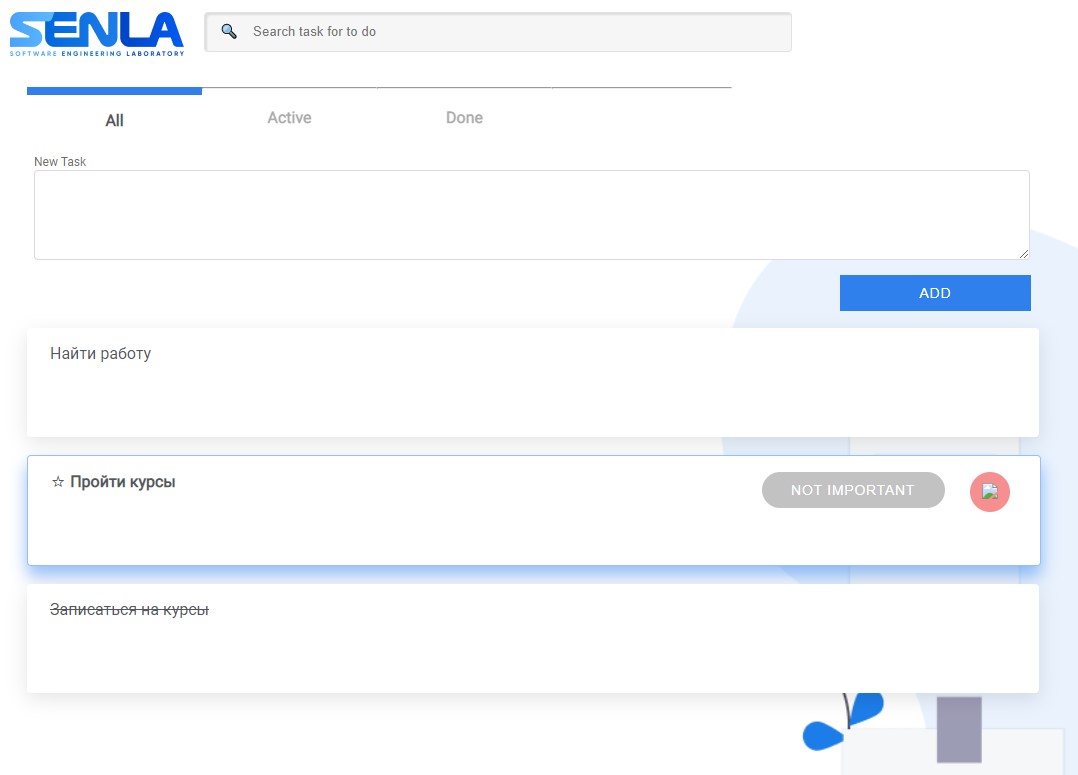 SENLA
SOFTWARE ENGINEERING LABORATORY
Search task for to do
All
Active
Done
New Task
ADD
Найти работу
☆ Пройти курсы
NOT IMPORTANT
Записаться на курсы